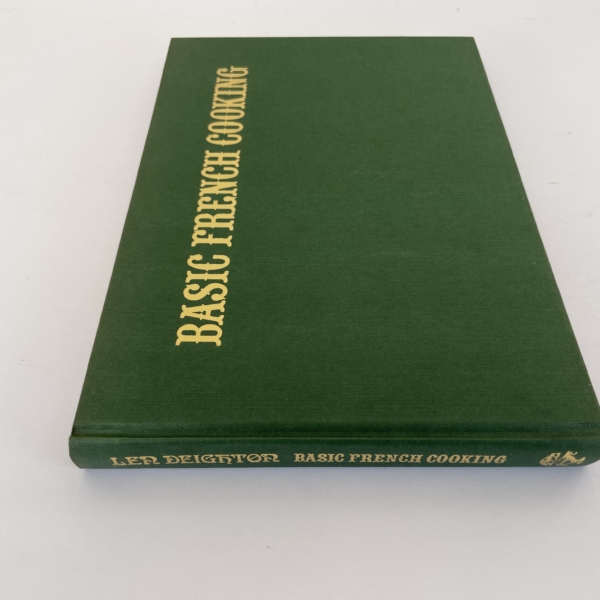 BASIC FRENCH COOKING
LEN DEIGHTON BASIC FRENCH COOKING